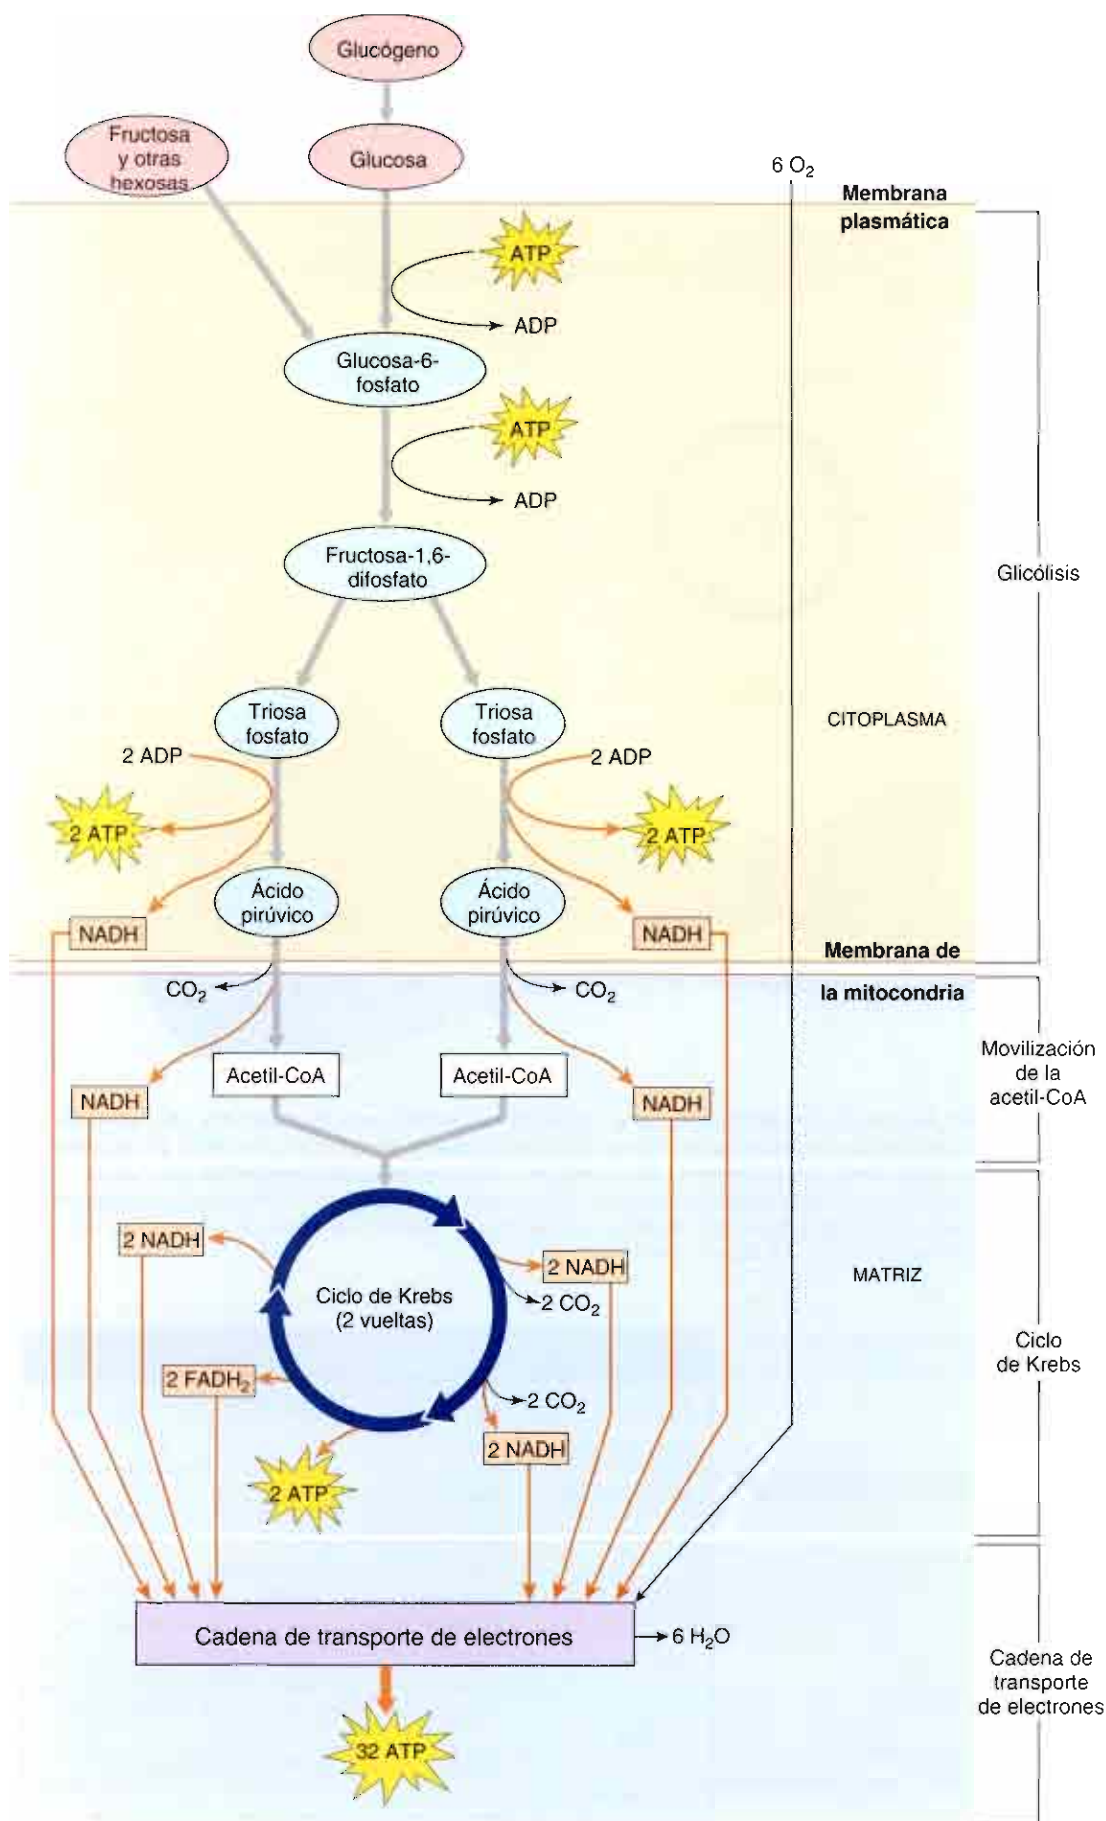 Glucógeno
Fructosa
y otras
hexosas
Glucosa
6 O₂
Membrana
plasmática
ATP
ADP
Glucosa-6-
fosfato
ATP
ADP
Fructosa-1,6-
difosfato
Glicólisis
Triosa
fosfato
Triosa
fosfato
CITOPLASMA
2 ADP
2 ADP
2 ATP
2 ATP
Ácido
pirúvico
Ácido
pirúvico
NADH
NADH
Membrana de
la mitocondria
CO₂
CO₂
Acetil-CoA
Acetil-CoA
Movilización
de la
acetil-CoA
NADH
NADH
2 NADH
2 NADH
2 CO₂
MATRIZ
Ciclo de Krebs
(2 vueltas)
Ciclo
de Krebs
2 FADH₂
2 CO₂
2 NADH
2 ATP
Cadena de transporte de electrones
6 H₂O
Cadena de
transporte
de electrones
32 ATP